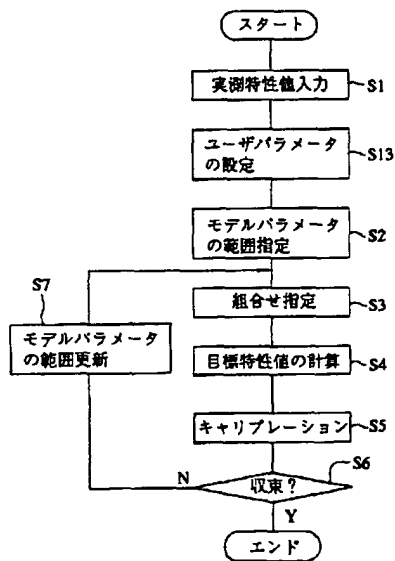 スタート
実測特性値入力
S1
ユーザパラメータ
の設定
S13
モデルパラメータ
の範囲指定
S2
S7
モデルパラメータ
の範囲更新
組合せ指定
S3
目標特性値の計算
S4
キャリブレーション
S5
S6
N
収束?
Y
エンド